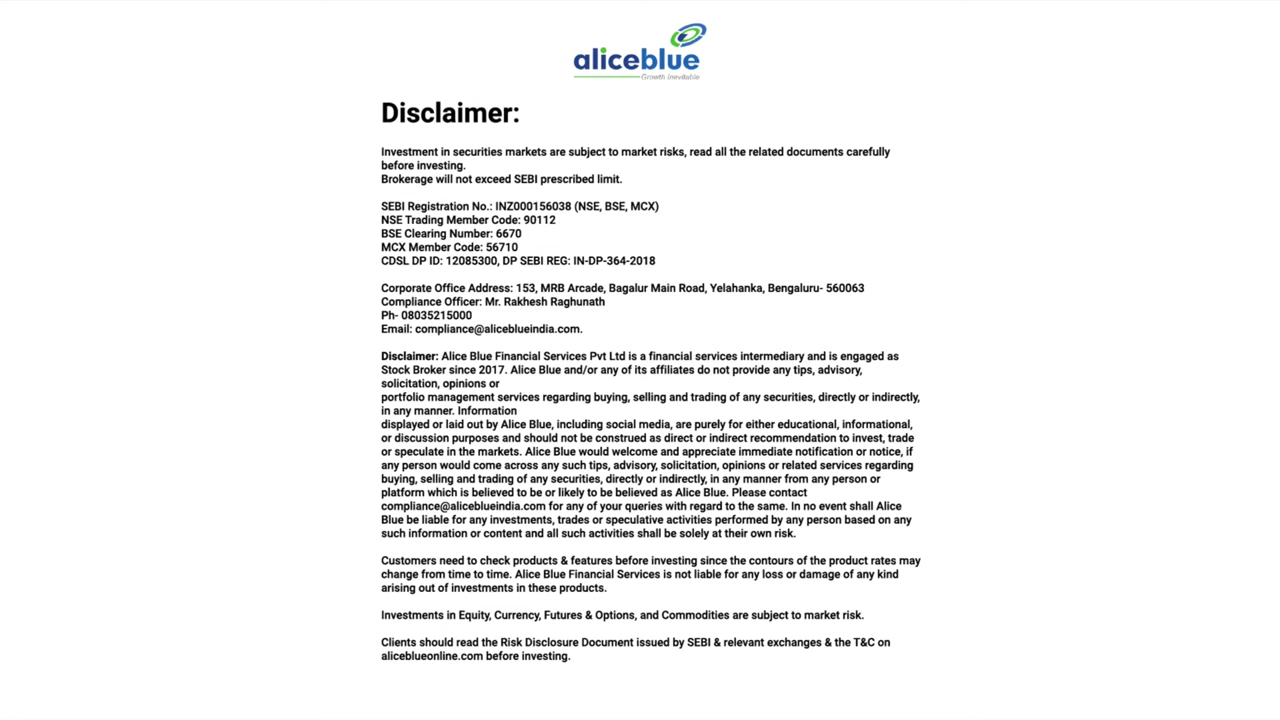 aliceblue
Growth Inevitable
Disclaimer:
Investment in securities markets are subject to market risks, read all the related documents carefully
before investing.
Brokerage will not exceed SEBI prescribed limit.
SEBI Registration No.: INZ000156038 (NSE, BSE, MCX)
NSE Trading Member Code: 90112
BSE Clearing Number: 6670
MCX Member Code: 56710
CDSL DP ID: 12085300, DP SEBI REG: IN-DP-364-2018
Corporate Office Address: 153, MRB Arcade, Bagalur Main Road, Yelahanka, Bengaluru- 560063
Compliance Officer: Mr. Rakhesh Raghunath
Ph- 08035215000
Email: compliance@aliceblueindia.com.
Disclaimer: Alice Blue Financial Services Pvt Ltd is a financial services intermediary and is engaged as
Stock Broker since 2017. Alice Blue and/or any of its affiliates do not provide any tips, advisory,
solicitation, opinions or
portfolio management services regarding buying, selling and trading of any securities, directly or indirectly,
in any manner. Information
displayed or laid out by Alice Blue, including social media, are purely for either educational, informational,
or discussion purposes and should not be construed as direct or indirect recommendation to invest, trade
or speculate in the markets. Alice Blue would welcome and appreciate immediate notification or notice, if
any person would come across any such tips, advisory, solicitation, opinions or related services regarding
buying, selling and trading of any securities, directly or indirectly, in any manner from any person or
platform which is believed to be or likely to be believed as Alice Blue. Please contact
compliance@aliceblueindia.com for any of your queries with regard to the same. In no event shall Alice
Blue be liable for any investments, trades or speculative activities performed by any person based on any
such information or content and all such activities shall be solely at their own risk.
Customers need to check products & features before investing since the contours of the product rates may
change from time to time. Alice Blue Financial Services is not liable for any loss or damage of any kind
arising out of investments in these products.
Investments in Equity, Currency, Futures & Options, and Commodities are subject to market risk.
Clients should read the Risk Disclosure Document issued by SEBI & relevant exchanges & the T&C on
aliceblueonline.com before investing.